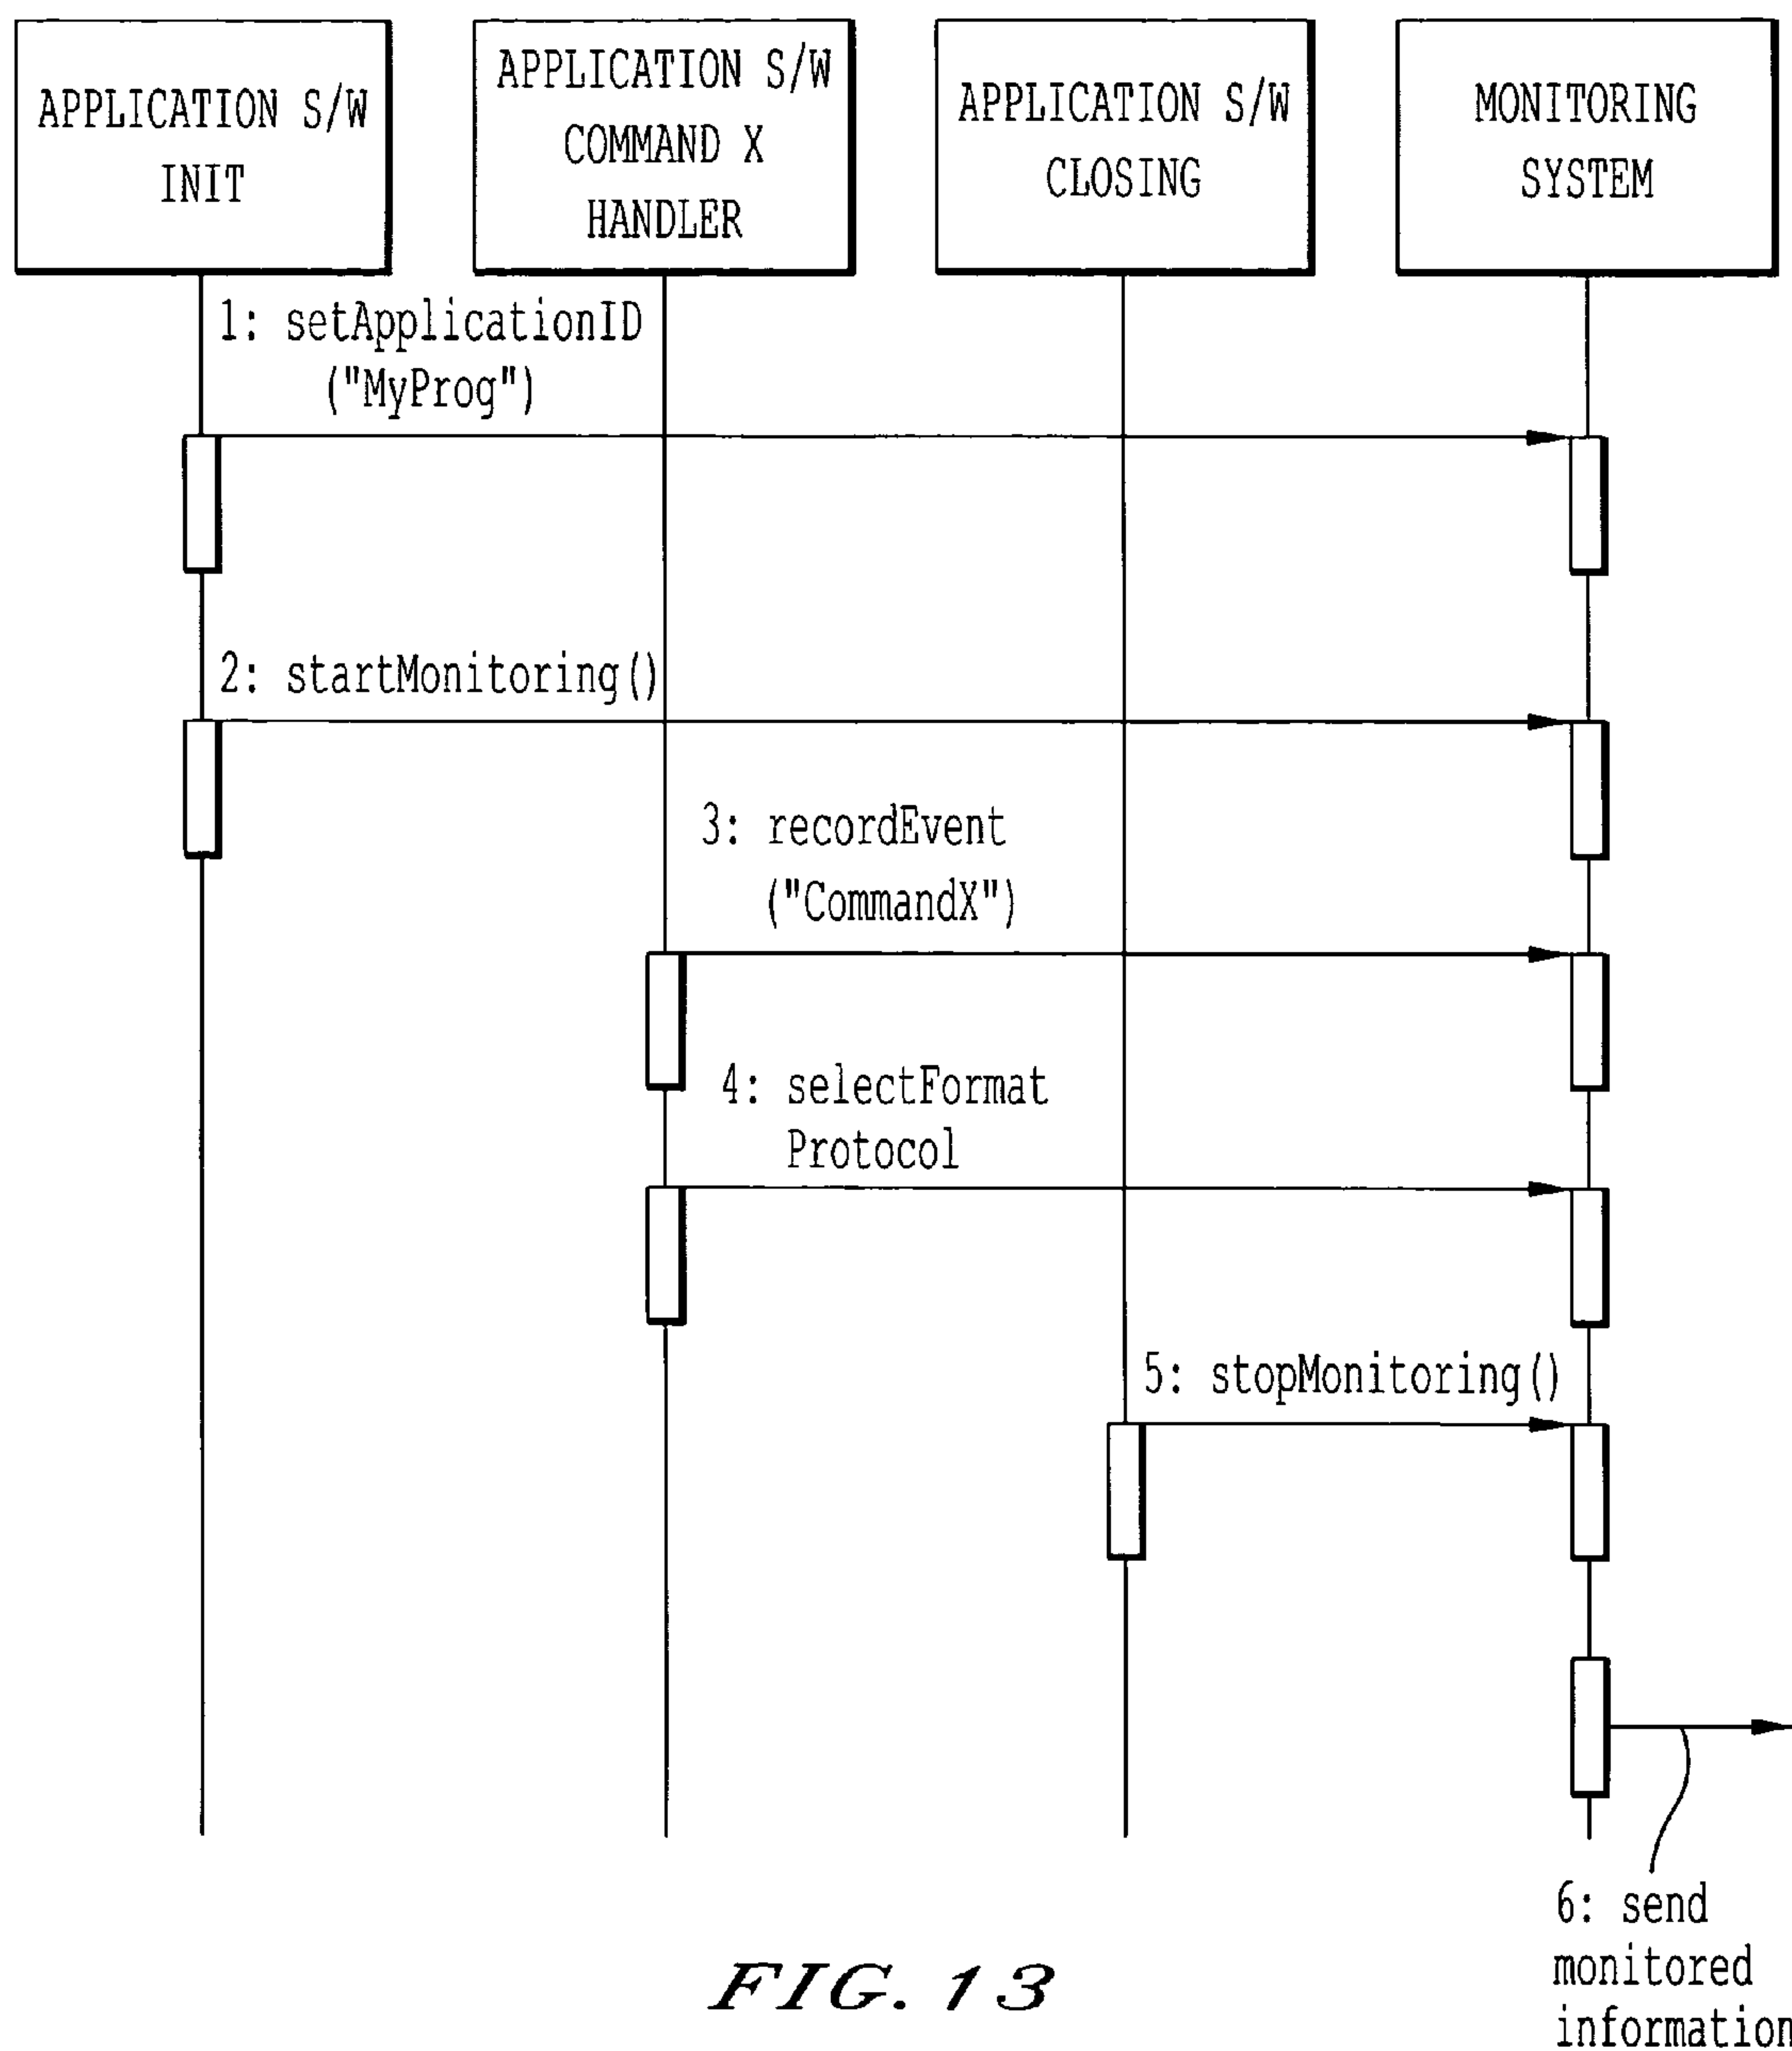 APPLICATION S/W
INIT
APPLICATION S/W
COMMAND X
HANDLER
APPLICATION S/W
CLOSING
MONITORING
SYSTEM
1: setApplicationID
("MyProg")
2: startMonitoring()
3: recordEvent
("CommandX")
4: selectFormat
Protocol
5: stopMonitoring()
6: send
monitored
information
FIG. 13